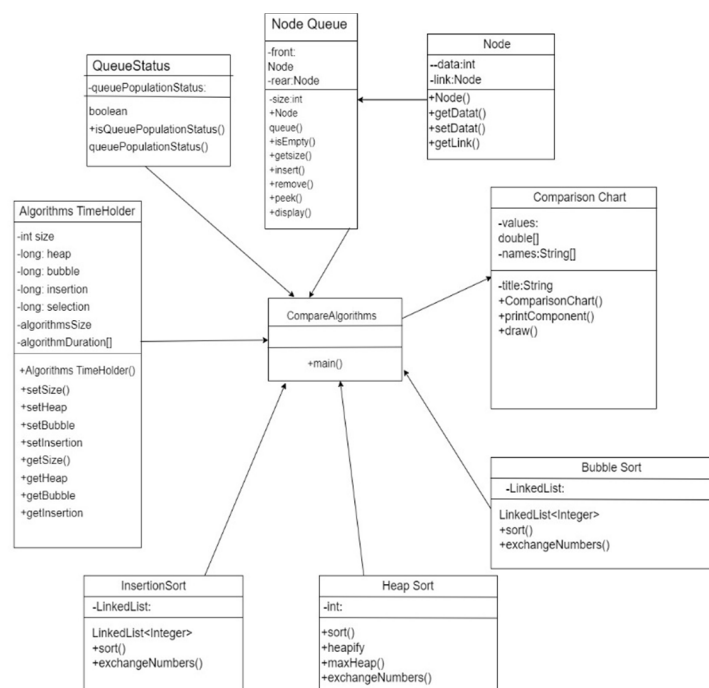 Node Queue
-front:
Node
-rear:Node
-size:int
+Node
queue()
+isEmpty()
+getsize()
+insert()
+remove()
+peek()
+display()
QueueStatus
-queuePopulationStatus:
boolean
+isQueuePopulationStatus()
queuePopulationStatus()
Node
--data:int
-link:Node
+Node()
+getDatat()
+setDatat()
+getLink()
Algorithms TimeHolder
-int size
-long: heap
-long: bubble
-long: insertion
-long: selection
-algorithmsSize
-algorithmDuration[]
+Algorithms TimeHolder()
+setSize()
+setHeap
+setBubble
+setInsertion
+getSize()
+getHeap
+getBubble
+getInsertion
CompareAlgorithms
+main()
Comparison Chart
-values:
double[]
-names:String[]
-title:String
+ComparisonChart()
+printComponent()
+draw()
Bubble Sort
-LinkedList:
LinkedList<Integer>
+sort()
+exchangeNumbers()
InsertionSort
-LinkedList:
LinkedList<Integer>
+sort()
+exchangeNumbers()
Heap Sort
-int:
+sort()
+heapify
+maxHeap()
+exchangeNumbers()